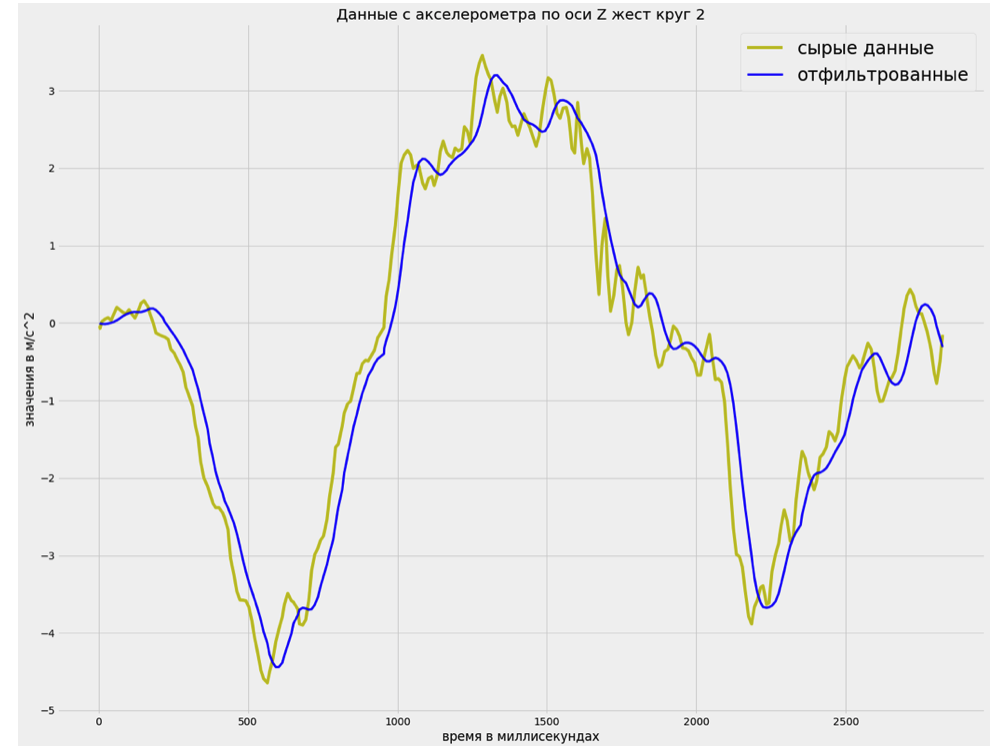 Данные с акселерометра по оси Z жест круг 2
сырые данные
отфильтрованные
значения в м/с^2
3
2
1
0
−1
−2
−3
−4
−5
0 500 1000 1500 2000 2500
время в миллисекундах